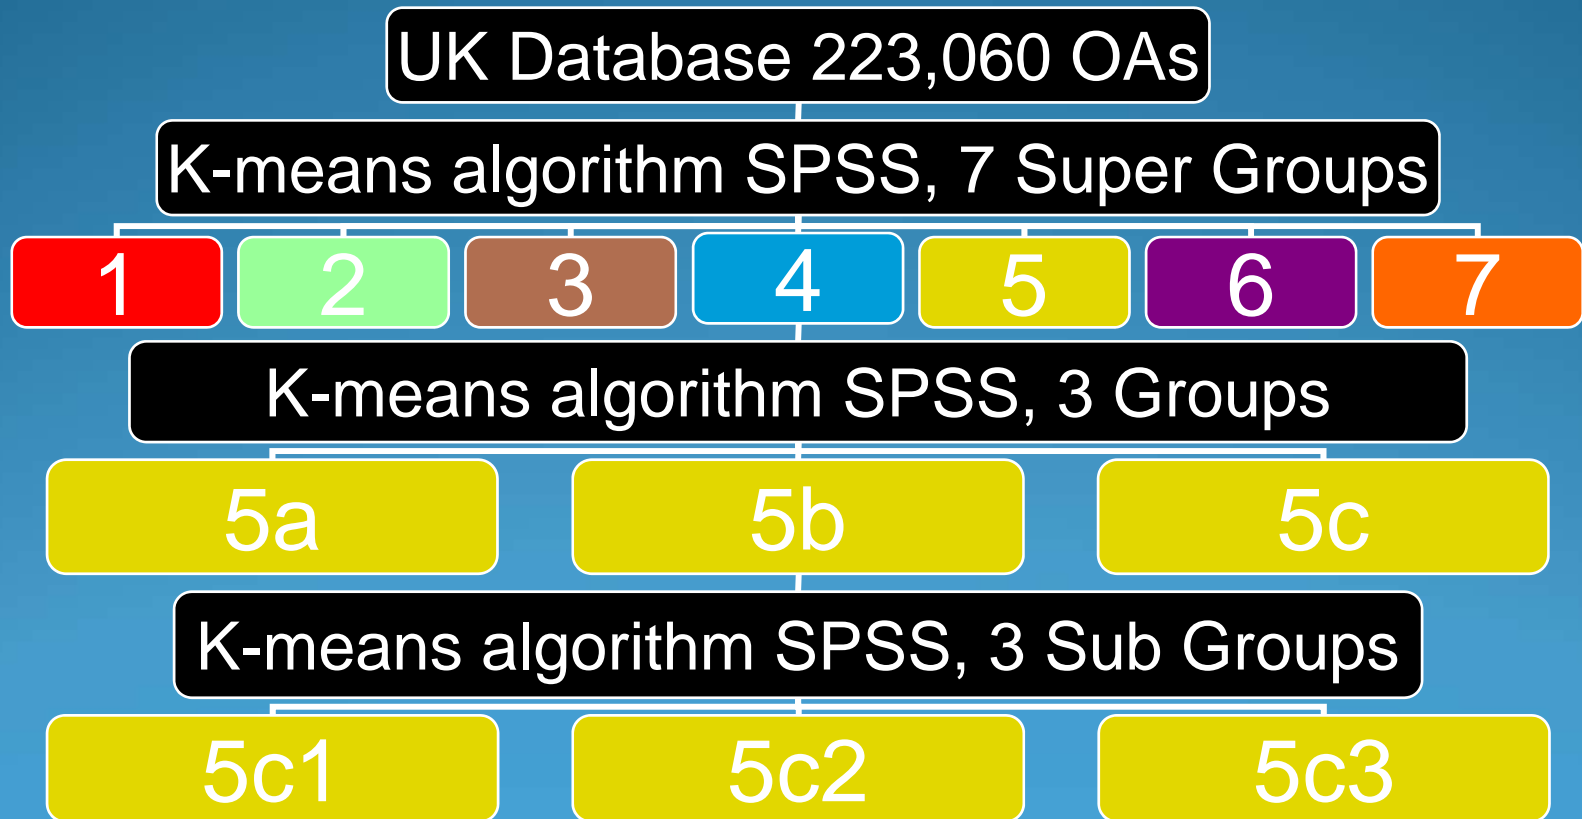 UK Database 223,060 OAs
K-means algorithm SPSS, 7 Super Groups
1 2 3 4 5 6 7
K-means algorithm SPSS, 3 Groups
5a 5b 5c
K-means algorithm SPSS, 3 Sub Groups
5c1 5c2 5c3